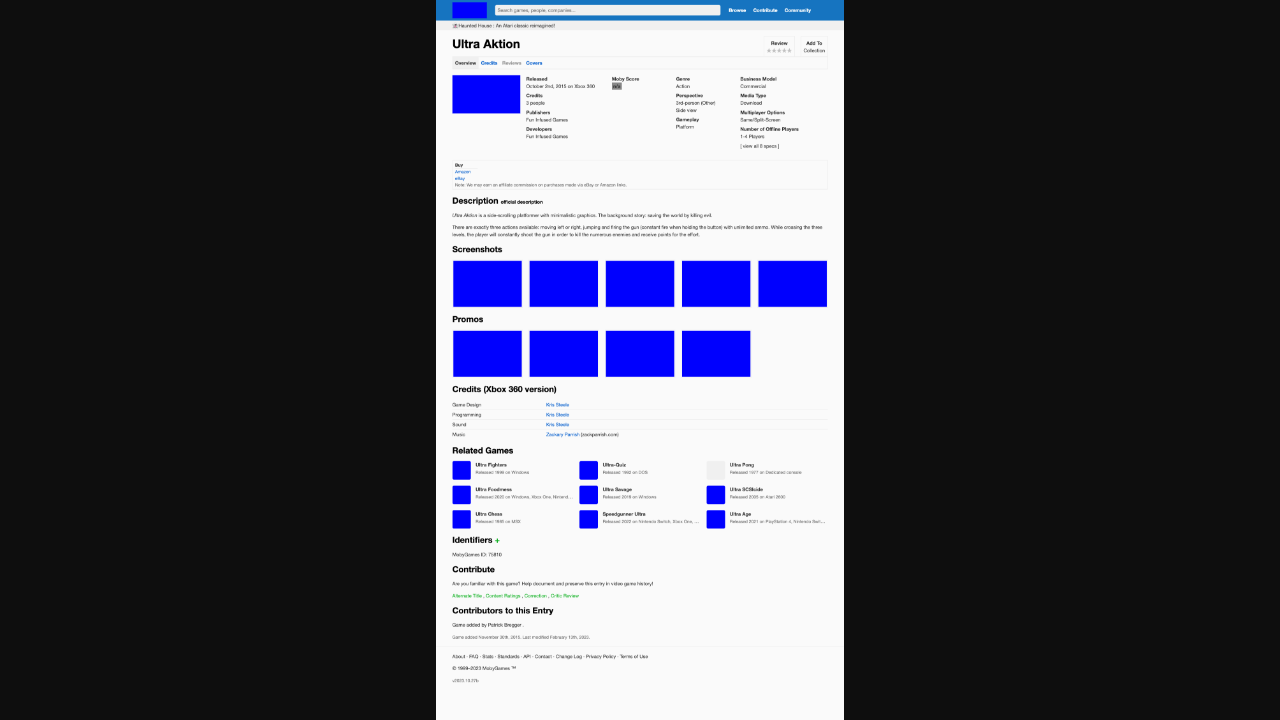 Search games, people, companies...
Browse Contribute Community
Haunted House : An Atari classic reimagined!
Ultra Aktion
Review
Add To
Collection
Overview Credits Reviews Covers
Released
October 2nd, 2015 on Xbox 360
Credits
3 people
Publishers
Fun Infused Games
Developers
Fun Infused Games
Moby Score
n/a
Genre
Action
Perspective
3rd-person (Other)
Side view
Gameplay
Platform
Business Model
Commercial
Media Type
Download
Multiplayer Options
Same/Split-Screen
Number of Offline Players
1-4 Players
[ view all 6 specs ]
Buy
Amazon
eBay
Note: We may earn an affiliate commission on purchases made via eBay or Amazon links.
Description official description
Ultra Aktion is a side-scrolling platformer with minimalistic graphics. The background story: saving the world by killing evil.
There are exactly three actions available: moving left or right, jumping and firing the gun (constant fire when holding the button) with unlimited ammo. While crossing the three
levels, the player will constantly shoot the gun in order to kill the numerous enemies and receive points for the effort.
Screenshots
Promos
Credits (Xbox 360 version)
Game Design Kris Steele
Programming Kris Steele
Sound Kris Steele
Music Zackary Parrish (zackparrish.com)
Related Games
Ultra Fighters
Released 1999 on Windows
Ultra-Quiz
Released 1992 on DOS
Ultra Pong
Released 1977 on Dedicated console
Ultra Foodmess
Released 2020 on Windows, Xbox One, Nintend...
Ultra Savage
Released 2018 on Windows
Ultra SCSIcide
Released on Atari 2600
Ultra Chess
Released on MSX
Speedgunner Ultra
Released 2022 on Nintendo Switch, Xbox One, ...
Ultra Age
Released 2021 on PlayStation 4, Nintendo Swit...
Identifiers +
MobyGames ID: 75810
Contribute
Are you familiar with this game? Help document and preserve this entry in video game history!
Alternate Title , Content Ratings , Correction , Critic Review
Contributors to this Entry
Game added by Patrick Bregger .
Game added November 30th, 2015. Last modified February 13th, 2022.
About · FAQ · Stats · Standards · API · Contact · Change Log · Privacy Policy · Terms of Use
© 1999-2023 MobyGames ™
v2023.10.27b